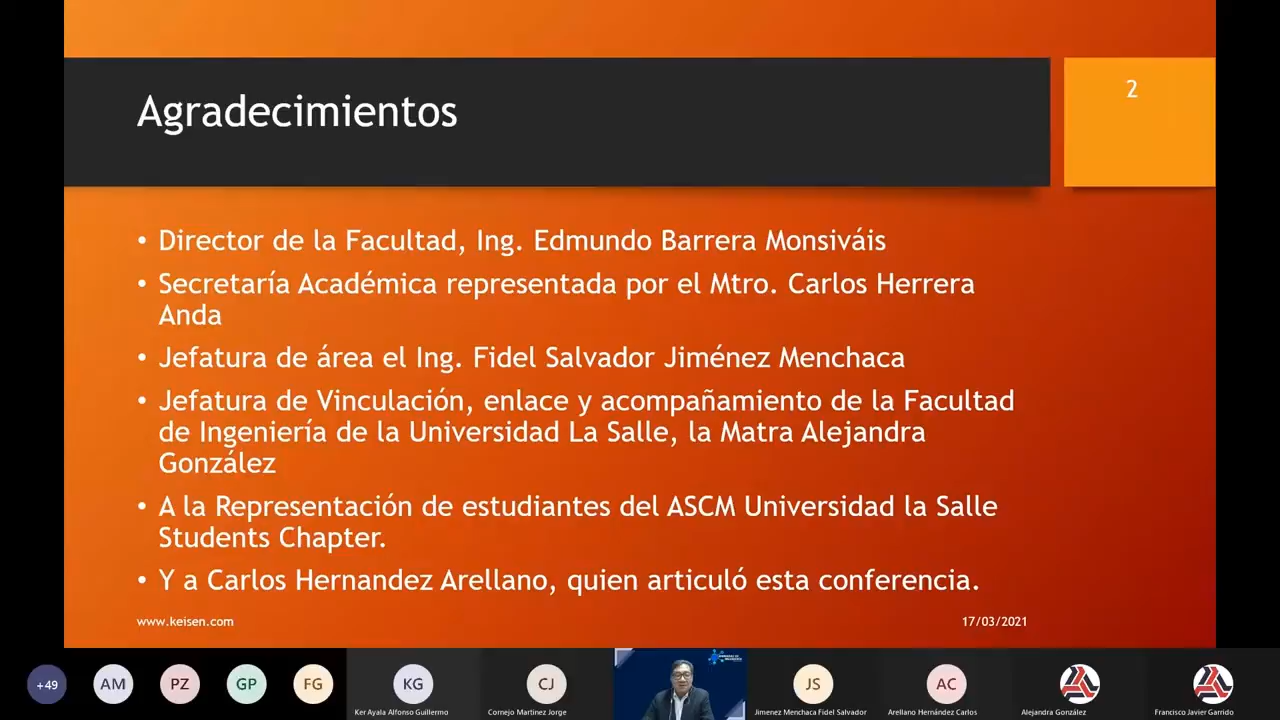 Agradecimientos
2
• Director de la Facultad, Ing. Edmundo Barrera Monsiváis
• Secretaría Académica representada por el Mtro. Carlos Herrera
Anda
• Jefatura de área el Ing. Fidel Salvador Jiménez Menchaca
• Jefatura de Vinculación, enlace y acompañamiento de la Facultad
de Ingeniería de la Universidad La Salle, la Matra Alejandra
González
• A la Representación de estudiantes del ASCM Universidad la Salle
Students Chapter.
• Y a Carlos Hernandez Arellano, quien articuló esta conferencia.
www.keisen.com
17/03/2021
+49
AM
PZ
GP
FG
KG
CJ
JS
AC
Ker Ayala Alfonso Guillermo
Cornejo Martinez Jorge
Jimenez Menchaca Fidel Salvador
Arellano Hernández Carlos
Alejandra González
Francisco Javier Garrido